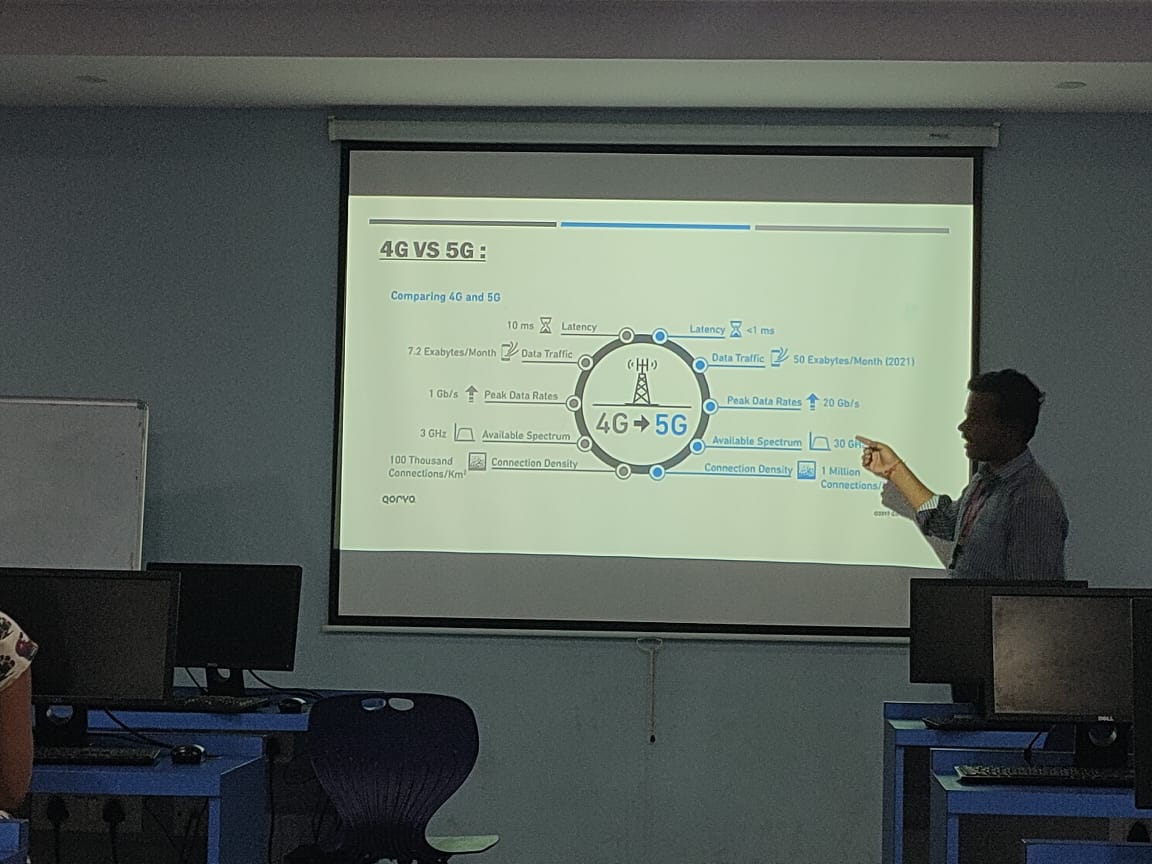 4G VS 5G :
Comparing 4G and 5G
10 ms Latency
7.2 Exabytes/Month Data Traffic
1 Gb/s Peak Data Rates
3 GHz Available Spectrum
100 Thousand
Connections/Km² Connection Density
4G 5G
Latency <1 ms
Data Traffic 50 Exabytes/Month (2021)
Peak Data Rates 20 Gb/s
Available Spectrum 30
Connection Density 1 Million
Connections/
QORVO
DELL